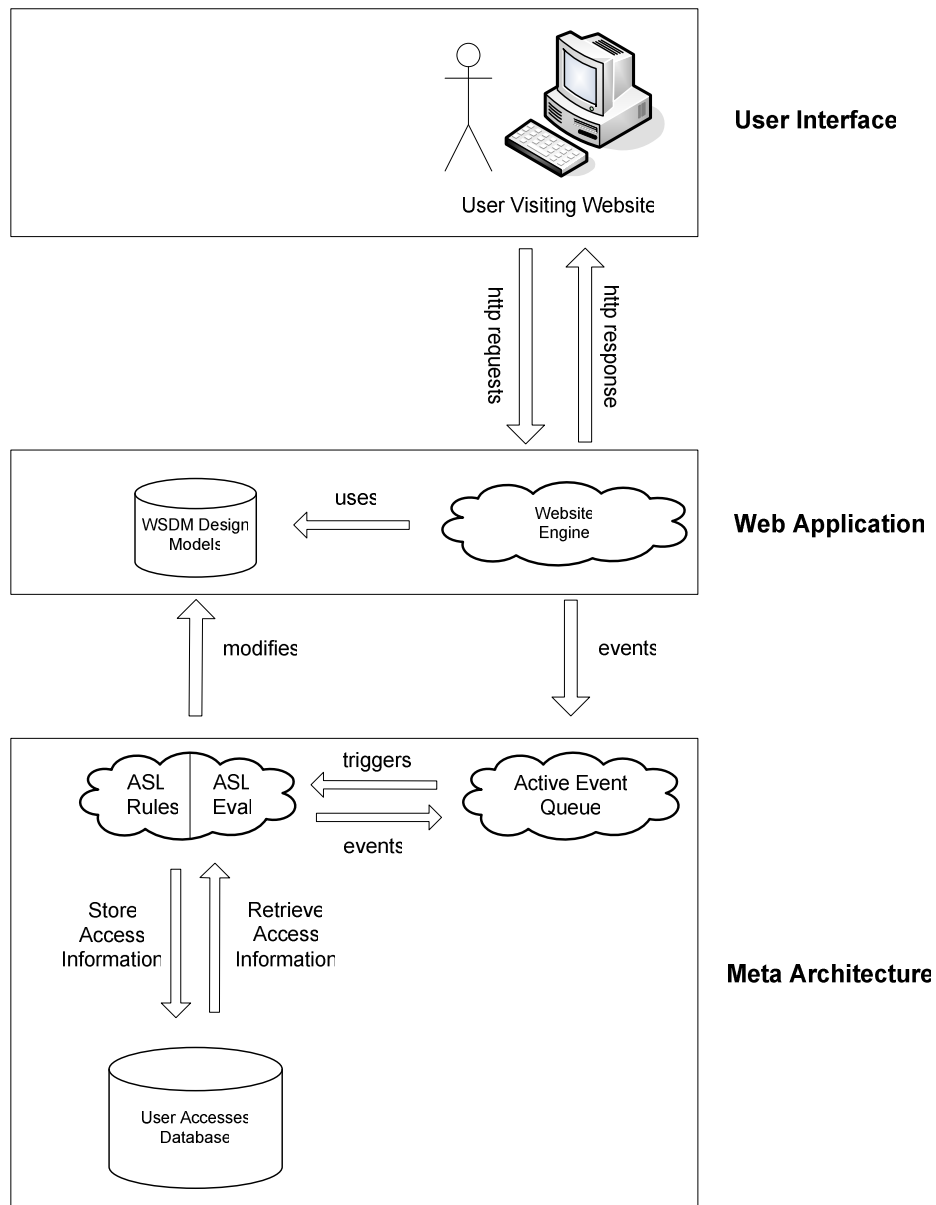 User Interface
User Visiting Website
http requests
http response
WSDM Design
Models
uses
Website
Engine
Web Application
modifies
events
ASL
Rules
ASL
Eval
triggers
events
Active Event
Queue
Store
Access
Information
Retrieve
Access
Information
Meta Architecture
User Accesses
Database